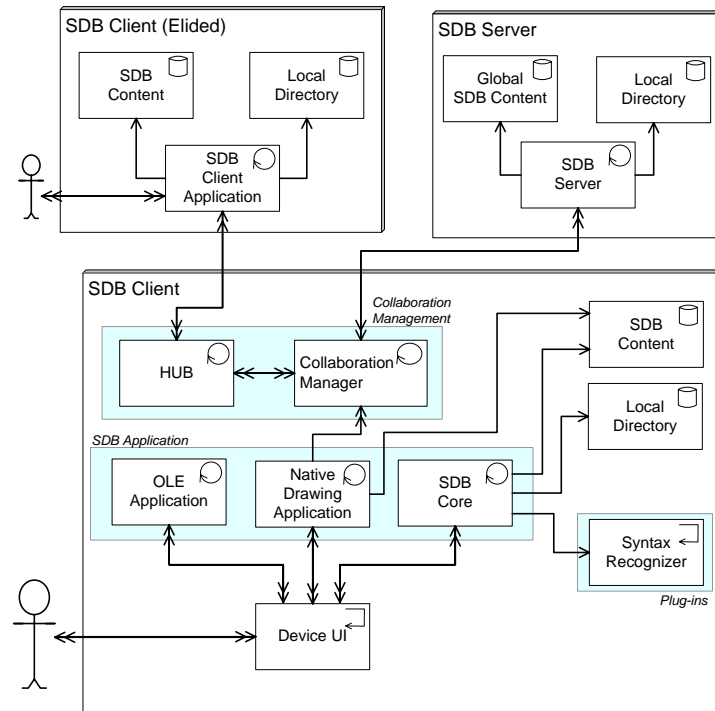 SDB Client (Elided)
SDB
Content
Local
Directory
SDB
Client
Application
SDB Server
Global
SDB Content
Local
Directory
SDB
Server
SDB Client
Collaboration
Management
HUB
Collaboration
Manager
SDB
Content
Local
Directory
SDB Application
OLE
Application
Native
Drawing
Application
SDB
Core
Syntax
Recognizer
Plug-ins
Device UI